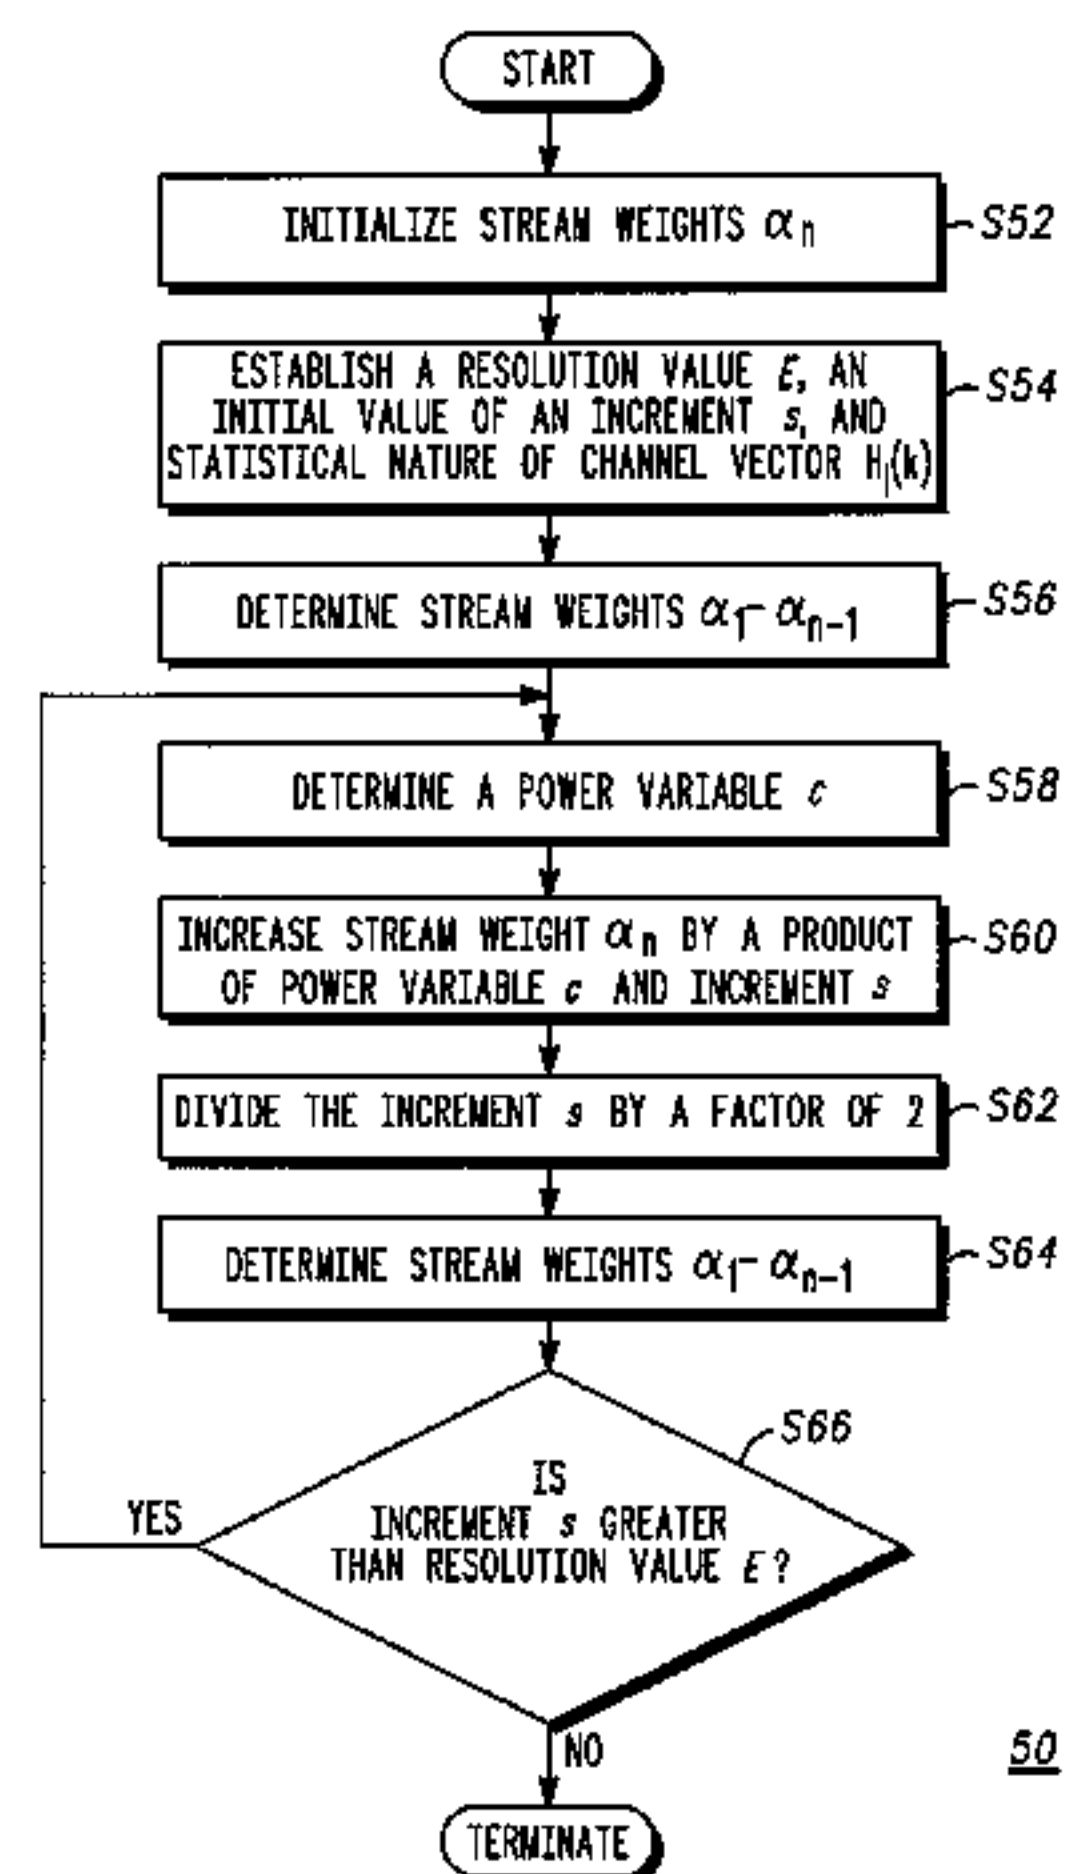 START
INITIALIZE STREAM WEIGHTS αn
S52
ESTABLISH A RESOLUTION VALUE E, AN
INITIAL VALUE OF AN INCREMENT s, AND
STATISTICAL NATURE OF CHANNEL VECTOR Hj(k)
S54
DETERMINE STREAM WEIGHTS α1- αn-1
S56
DETERMINE A POWER VARIABLE c
S58
INCREASE STREAM WEIGHT αn BY A PRODUCT
OF POWER VARIABLE c AND INCREMENT s
S60
DIVIDE THE INCREMENT s BY A FACTOR OF 2
S62
DETERMINE STREAM WEIGHTS α1- αn-1
S64
S66
IS
INCREMENT s GREATER
THAN RESOLUTION VALUE E?
YES
NO
50
TERMINATE